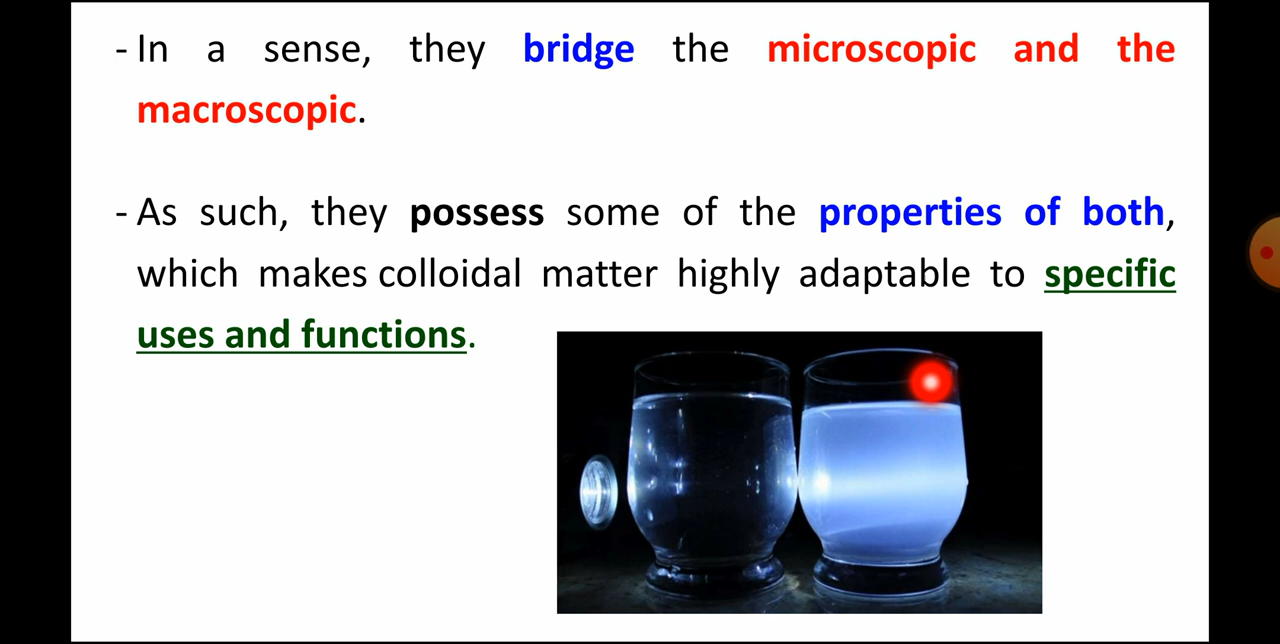 - In a sense, they bridge the microscopic and the
macroscopic.
- As such, they possess some of the properties of both,
which makes colloidal matter highly adaptable to specific
uses and functions.